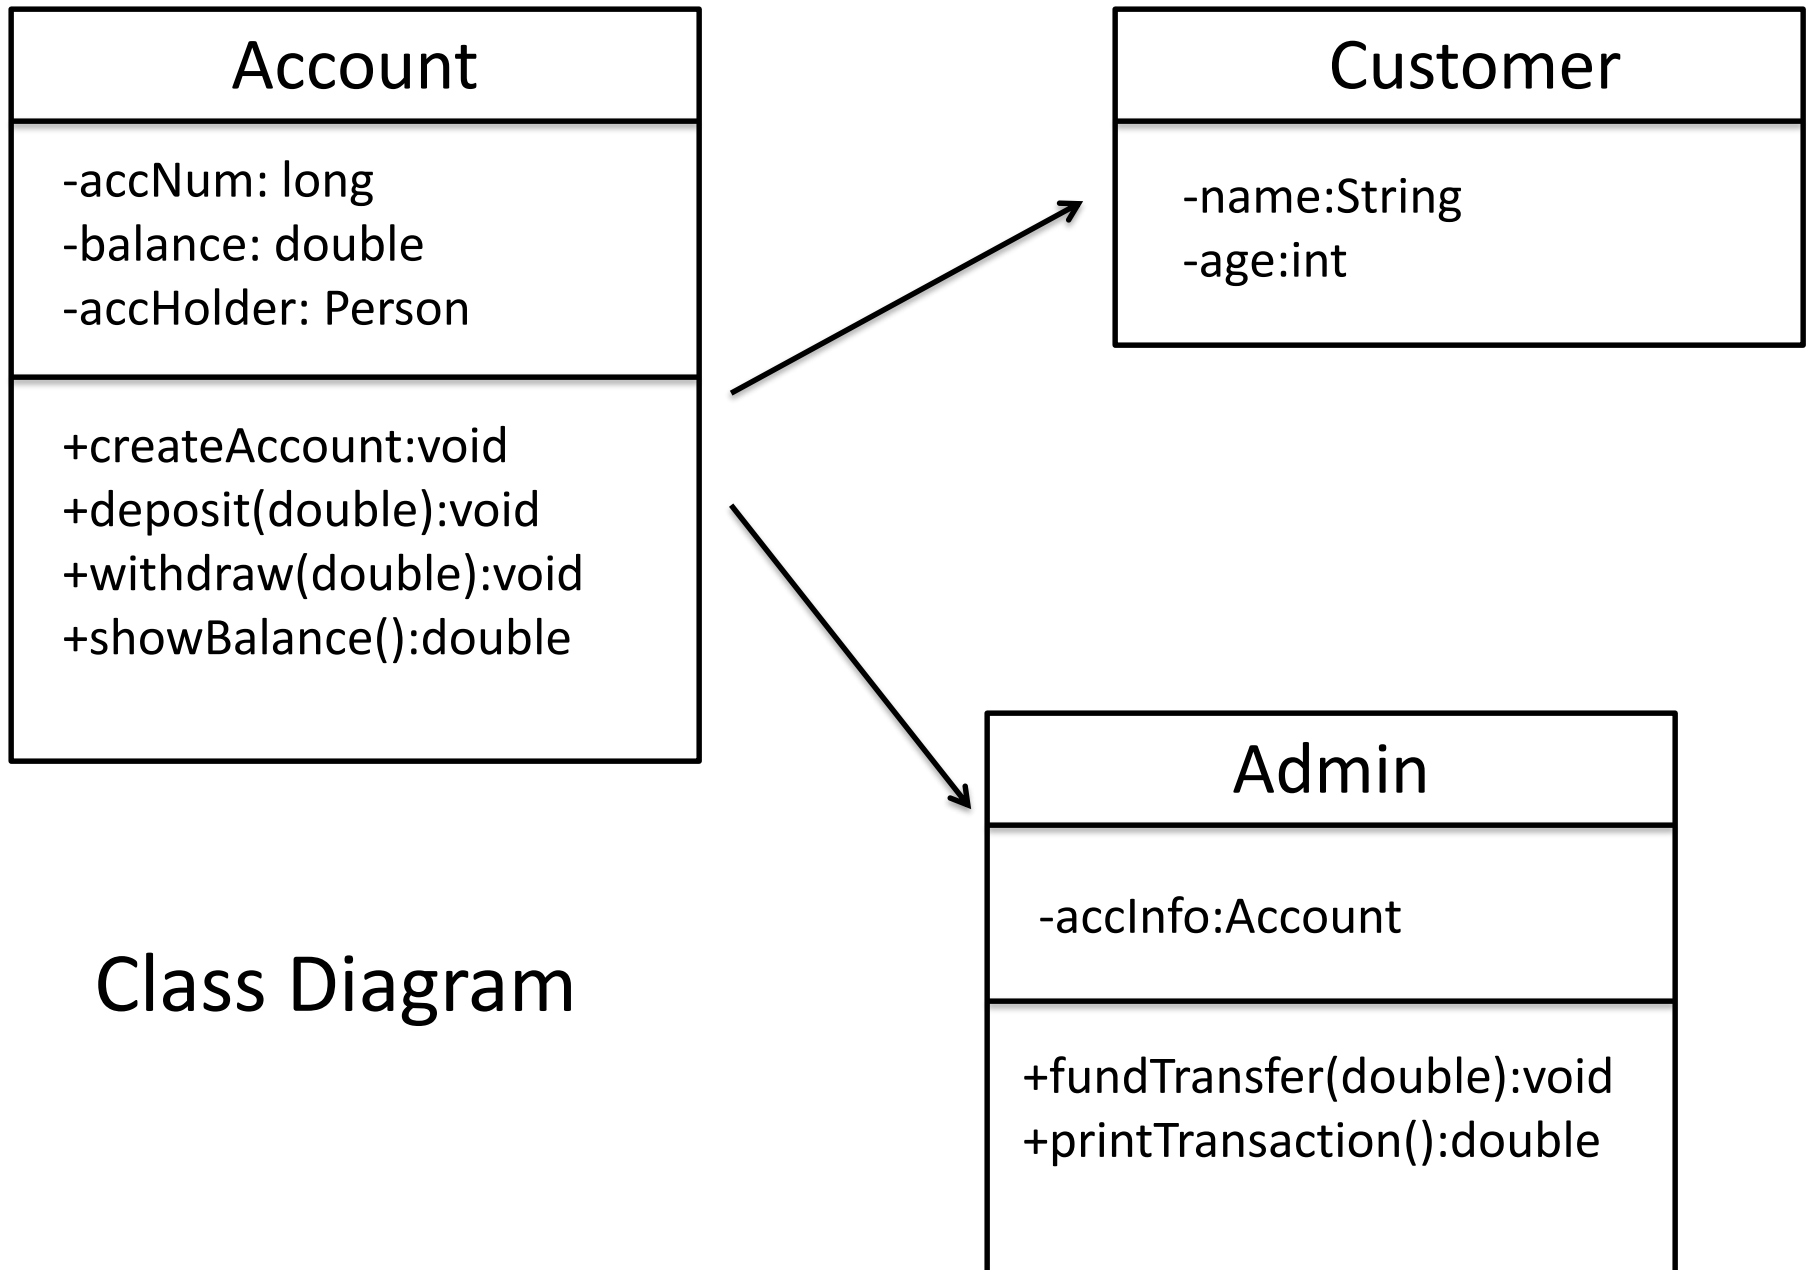 Account
-accNum: long
-balance: double
-accHolder: Person
+createAccount:void
+deposit(double):void
+withdraw(double):void
+showBalance():double
Customer
-name:String
-age:int
Admin
-accInfo:Account
+fundTransfer(double):void
+printTransaction():double
Class Diagram